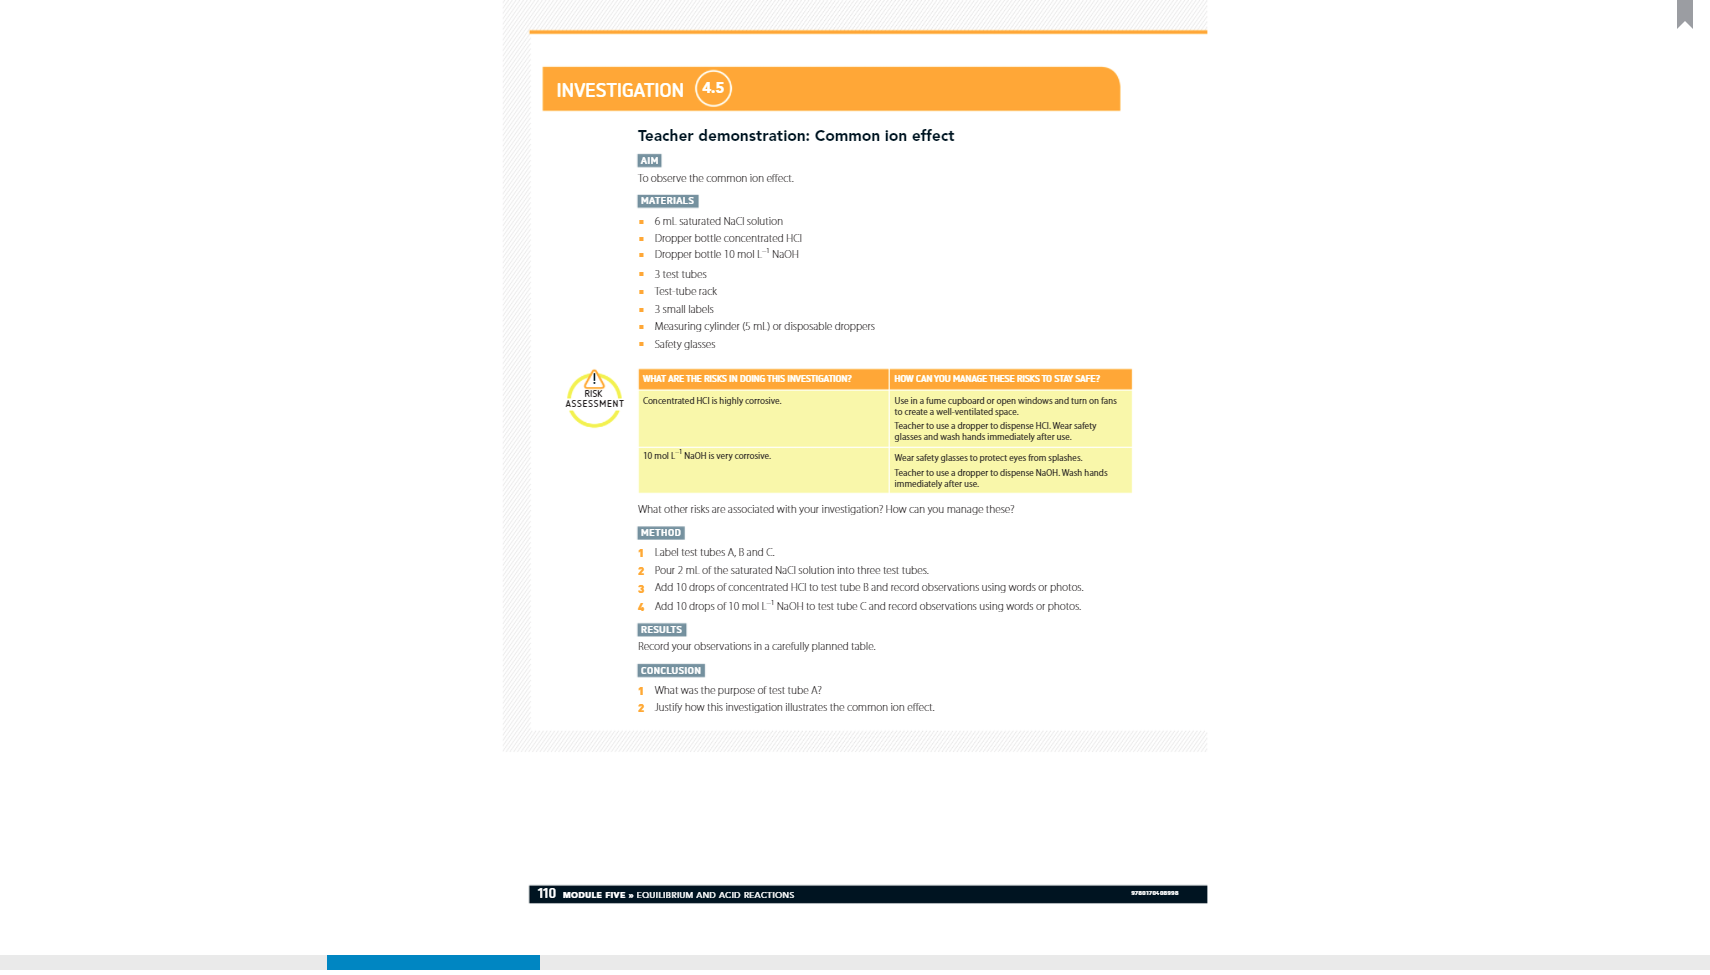 INVESTIGATION 4.5
Teacher demonstration: Common ion effect
AIM
To observe the common ion effect.
MATERIALS
6 mL saturated NaCl solution
Dropper bottle concentrated HCl
Dropper bottle 10 mol L⁻¹ NaOH
3 test tubes
Test-tube rack
3 small labels
Measuring cylinder (5 mL) or disposable droppers
Safety glasses
RISK
ASSESSMENT
WHAT ARE THE RISKS IN DOING THIS INVESTIGATION?
HOW CAN YOU MANAGE THESE RISKS TO STAY SAFE?
Concentrated HCl is highly corrosive.
Use in a fume cupboard or open windows and turn on fans
to create a well-ventilated space.
Teacher to use a dropper to dispense HCl. Wear safety
glasses and wash hands immediately after use.
10 mol L⁻¹ NaOH is very corrosive.
Wear safety glasses to protect eyes from splashes.
Teacher to use a dropper to dispense NaOH. Wash hands
immediately after use.
What other risks are associated with your investigation? How can you manage these?
METHOD
1 Label test tubes A, B and C.
2 Pour 2 mL of the saturated NaCl solution into three test tubes.
3 Add 10 drops of concentrated HCl to test tube B and record observations using words or photos.
4 Add 10 drops of 10 mol L⁻¹ NaOH to test tube C and record observations using words or photos.
RESULTS
Record your observations in a carefully planned table.
CONCLUSION
1 What was the purpose of test tube A?
2 Justify how this investigation illustrates the common ion effect.
110 MODULE FIVE » EQUILIBRIUM AND ACID REACTIONS
9780170408998